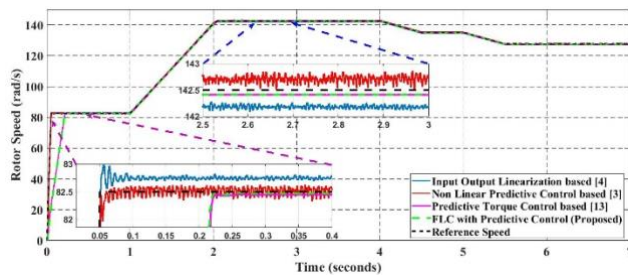 140
120
100
80
60
40
20
0
Rotor Speed (rad/s)
143
142.5
142
2.5 2.6 2.7 2.8 2.9 3
83
82.5
82
0.05 0.1 0.15 0.2 0.25 0.3 0.35 0.4
Input Output Linearization based [4]
Non Linear Predictive Control based [3]
Predictive Torque Control based [13]
FLC with Predictive Control (Proposed)
Reference Speed
0 1 2 3 4 5 6 7
Time (seconds)